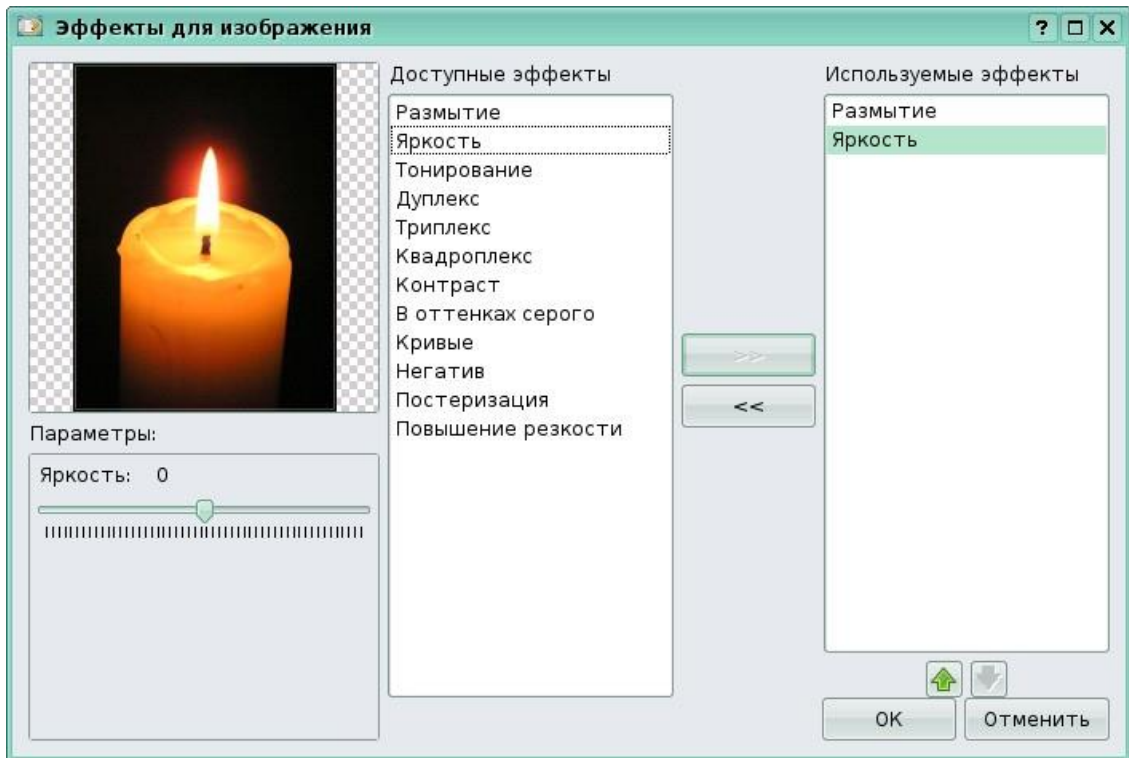 Эффекты для изображения
Доступные эффекты
Размытие
Яркость
Тонирование
Дуплекс
Триплекс
Квадроплекс
Контраст
В оттенках серого
Кривые
Негатив
Постеризация
Повышение резкости
>>
<<
Используемые эффекты
Размытие
Яркость
Параметры:
Яркость: 0
OK
Отменить